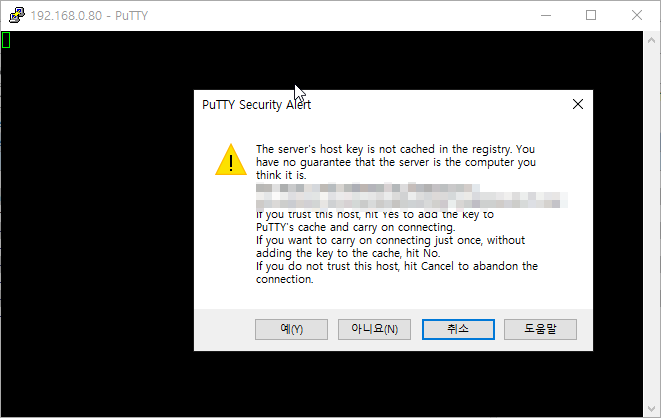 192.168.0.80 - PuTTY
PuTTY Security Alert
The server's host key is not cached in the registry. You
have no guarantee that the server is the computer you
think it is.
If you trust this host, hit Yes to add the key to
PuTTY's cache and carry on connecting.
If you want to carry on connecting just once, without
adding the key to the cache, hit No.
If you do not trust this host, hit Cancel to abandon the
connection.
예(Y)
아니요(N)
취소
도움말